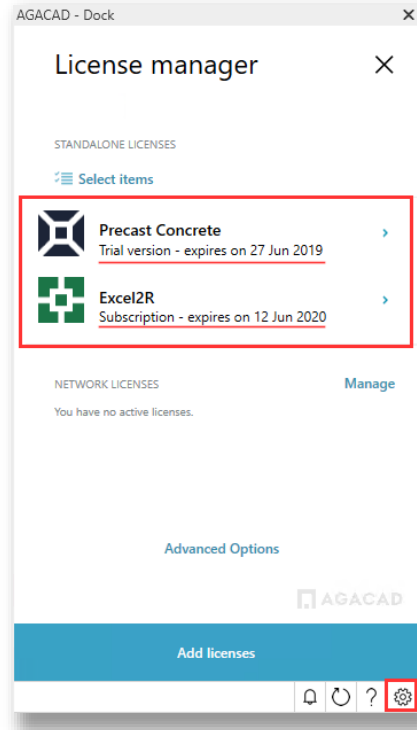 AGACAD - Dock
License manager
STANDALONE LICENSES
Select items
Precast Concrete
Trial version - expires on 27 Jun 2019
Excel2R
Subscription - expires on 12 Jun 2020
NETWORK LICENSES
Manage
You have no active licenses.
Advanced Options
AGACAD
Add licenses
?